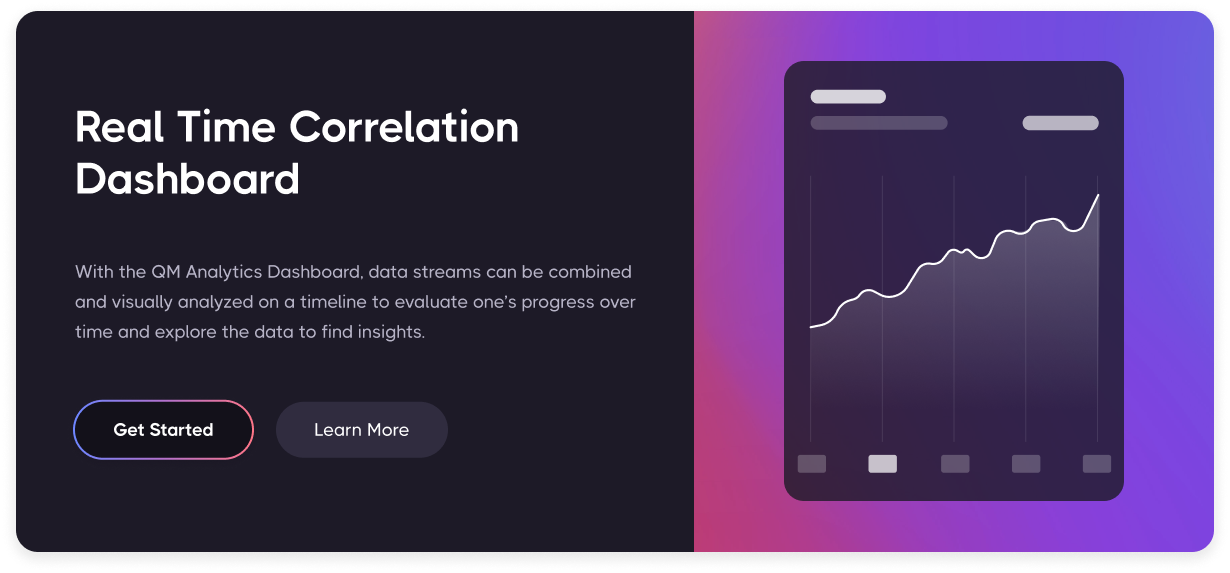 Real Time Correlation
Dashboard
With the QM Analytics Dashboard, data streams can be combined
and visually analyzed on a timeline to evaluate one’s progress over
time and explore the data to find insights.
Get Started
Learn More